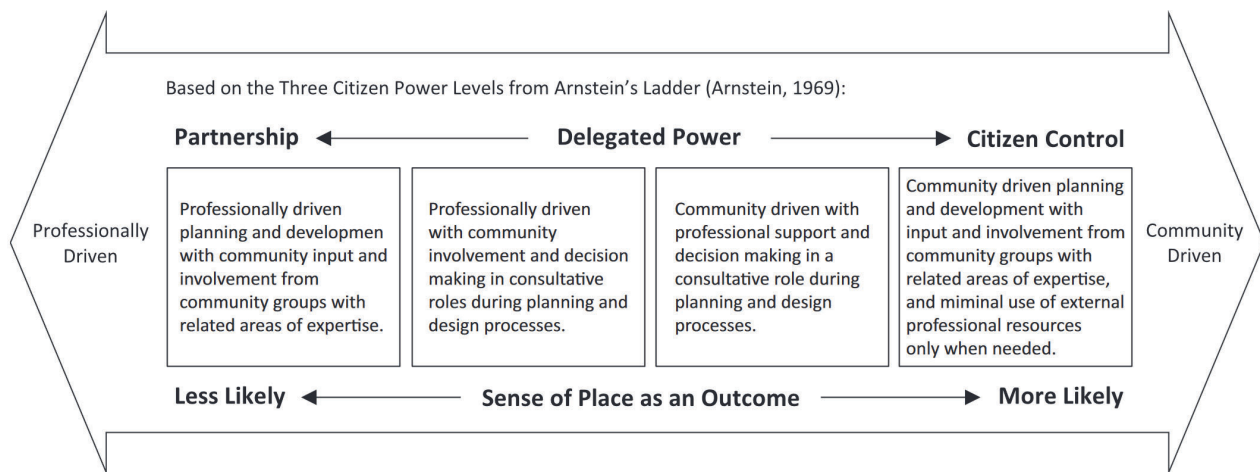 Based on the Three Citizen Power Levels from Arnstein's Ladder (Arnstein, 1969):
Partnership
Delegated Power
Citizen Control
Professionally
Driven
Professionally driven
planning and developmen
with community input and
involvement from
community groups with
related areas of expertise.
Professionally driven
with community
involvement and decision
making in consultative
roles during planning and
design processes.
Community driven with
professional support and
decision making in a
consultative role during
planning and design
processes.
Community driven planning
and development with
input and involvement from
community groups with
related areas of expertise,
and miminal use of external
professional resources
only when needed.
Community
Driven
Less Likely
Sense of Place as an Outcome
More Likely